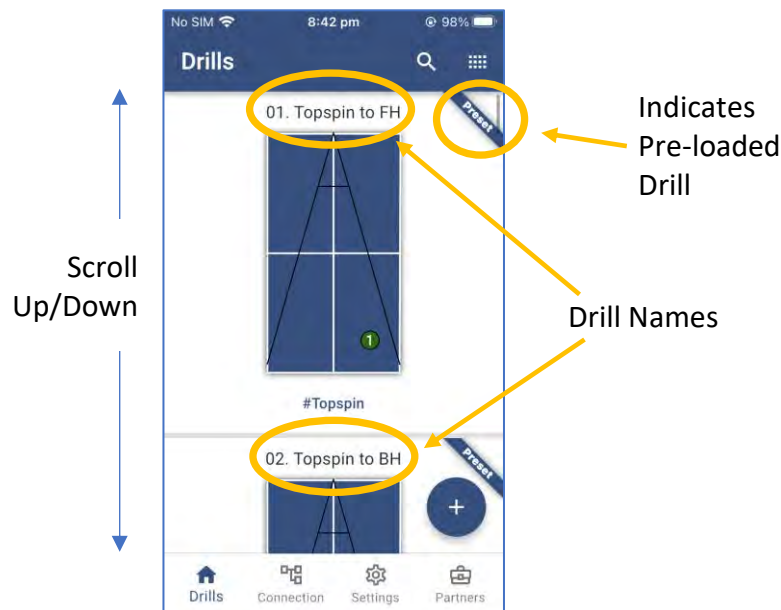 No SIM 8:42 pm 98%
Drills
01. Topspin to FH
Preset
Indicates
Pre-loaded
Drill
Scroll
Up/Down
Drill Names
1
#Topspin
02. Topspin to BH
Preset
+
Drills Connection Settings Partners